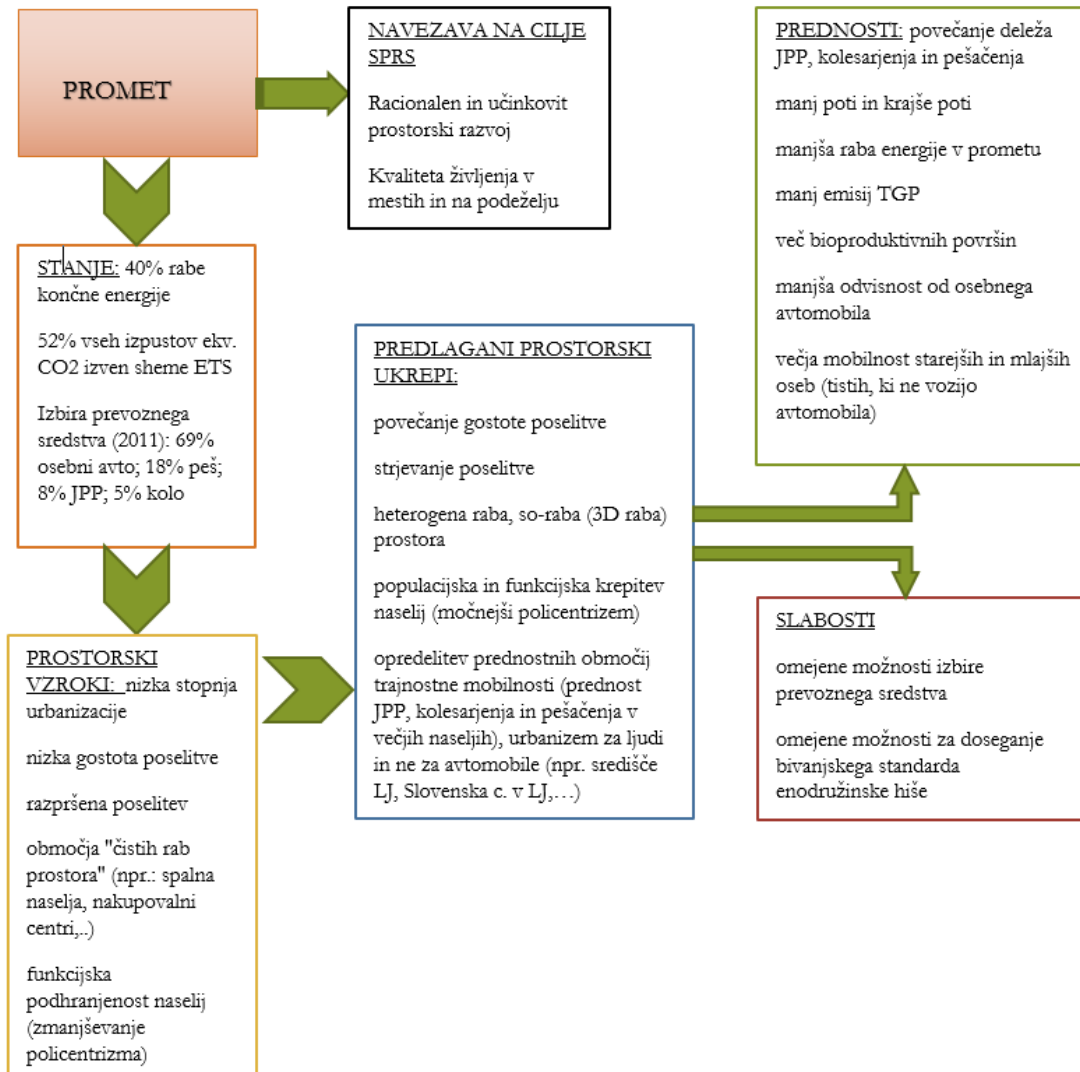 PROMET
NAVEZAVA NA CILJE
SPRS
Racionalen in učinkovit
prostorski razvoj
Kvaliteta življenja v
mestih in na podeželju
STANJE: 40% rabe
končne energije
52% vseh izpustov ekv.
CO2 izven sheme ETS
Izbira prevoznega
sredstva (2011): 69%
osebni avto; 18% peš;
8% JPP; 5% kolo
PROSTORSKI
VZROKI: nizka stopnja
urbanizacije
nizka gostota poselitve
razpršena poselitev
območja "čistih rab
prostora" (npr.: spalna
naselja, nakupovalni
centri,..)
funkcijska
podhranjenost naselij
(zmanjševanje
policentrizma)
PREDLAGANI PROSTORSKI
UKREPI:
povečanje gostote poselitve
strjevanje poselitve
heterogena raba, so-raba (3D raba)
prostora
populacijska in funkcijska krepitev
naselij (močnejši policentrizem)
opredelitev prednostnih območij
trajnostne mobilnosti (prednost
JPP, kolesarjenja in pešačenja v
večjih naseljih), urbanizem za ljudi
in ne za avtomobile (npr. središče
LJ, Slovenska c. v LJ,…)
PREDNOSTI: povečanje deleža
JPP, kolesarjenja in pešačenja
manj poti in krajše poti
manjša raba energije v prometu
manj emisij TGP
več bioproduktivnih površin
manjša odvisnost od osebnega
avtomobila
večja mobilnost starejših in mlajših
oseb (tistih, ki ne vozijo
avtomobila)
SLABOSTI
omejene možnosti izbire
prevoznega sredstva
omejene možnosti za doseganje
bivanjskega standarda
enodružinske hiše